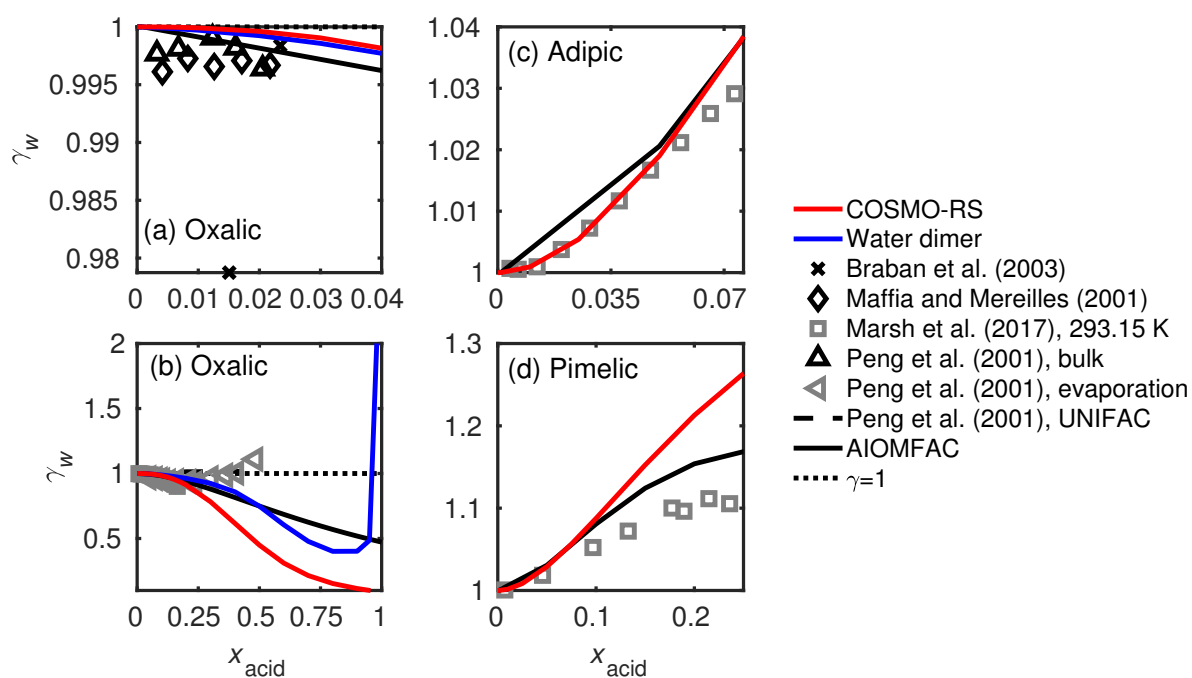 1
0.995
0.99
0.985
0.98
γw
(a) Oxalic
0 0.01 0.02 0.03 0.04
1.04
1.03
1.02
1.01
1
(c) Adipic
0 0.035 0.07
2
1.5
1
0.5
γw
(b) Oxalic
0 0.25 0.5 0.75 1
xacid
1.3
1.2
1.1
1
(d) Pimelic
0 0.1 0.2
xacid
COSMO-RS
Water dimer
Braban et al. (2003)
Maffia and Mereilles (2001)
Marsh et al. (2017), 293.15 K
Peng et al. (2001), bulk
Peng et al. (2001), evaporation
Peng et al. (2001), UNIFAC
AIOMFAC
γ=1